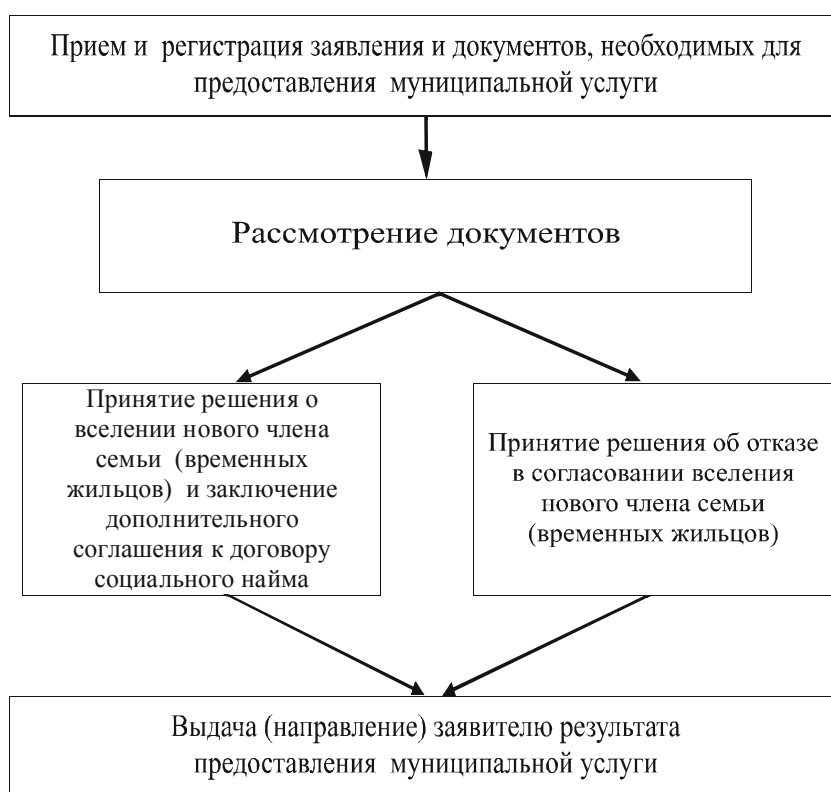 Прием и регистрация заявления и документов, необходимых для
предоставления муниципальной услуги
Рассмотрение документов
Принятие решения о
вселении нового члена
семьи (временных
жильцов) и заключение
дополнительного
соглашения к договору
социального найма
Принятие решения об отказе
в согласовании вселения
нового члена семьи
(временных жильцов)
Выдача (направление) заявителю результата
предоставления муниципальной услуги